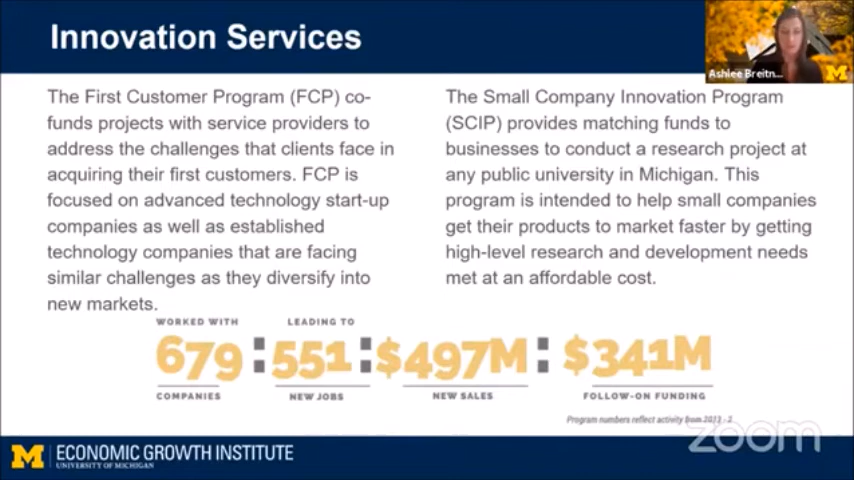 Innovation Services
Ashlee Breitn...
M
The First Customer Program (FCP) co-
funds projects with service providers to
address the challenges that clients face in
acquiring their first customers. FCP is
focused on advanced technology start-up
companies as well as established
technology companies that are facing
similar challenges as they diversify into
new markets.
The Small Company Innovation Program
(SCIP) provides matching funds to
businesses to conduct a research project at
any public university in Michigan. This
program is intended to help small companies
get their products to market faster by getting
high-level research and development needs
met at an affordable cost.
WORKED WITH
679
COMPANIES
LEADING TO
551
NEW JOBS
$497M
NEW SALES
$341M
FOLLOW-ON FUNDING
Program numbers reflect activity from
zoom
M
ECONOMIC GROWTH INSTITUTE
UNIVERSITY OF MICHIGAN